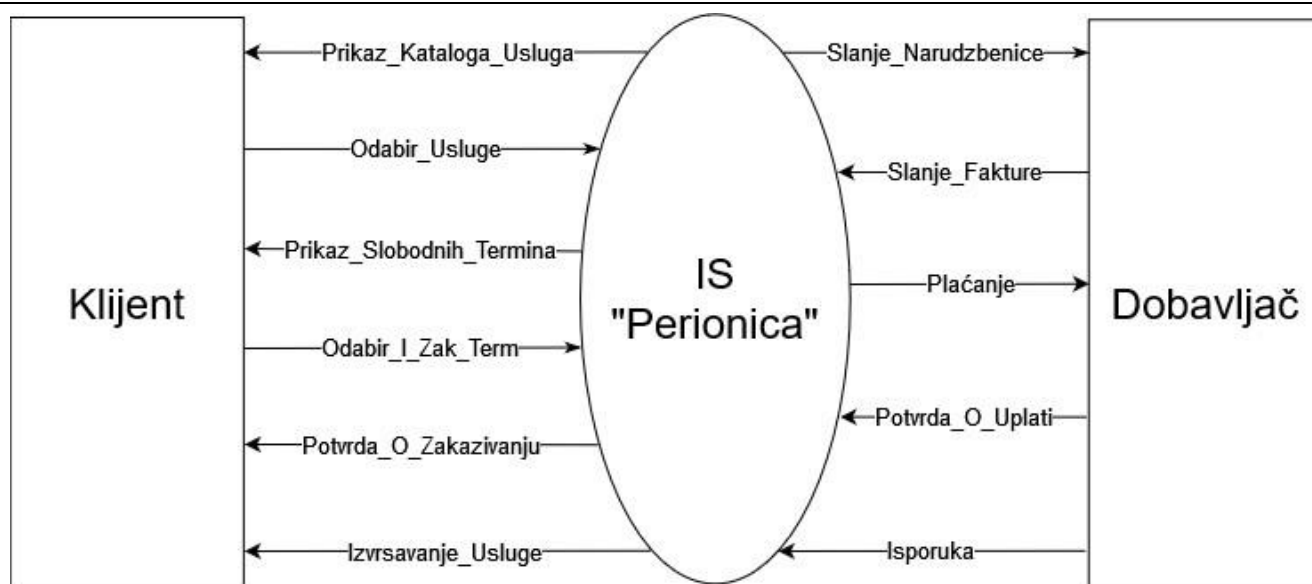 Prikaz_Kataloga_Usluga
Slanje_Narudzbenice
Odabir_Usluge
Slanje_Fakture
Prikaz_Slobodnih_Termina
Klijent
IS
"Perionica"
Plaćanje
Dobavljač
Odabir_I_Zak_Term
Potvrda_O_Zakazivanju
Potvrda_O_Uplati
Izvrsavanje_Usluge
Isporuka